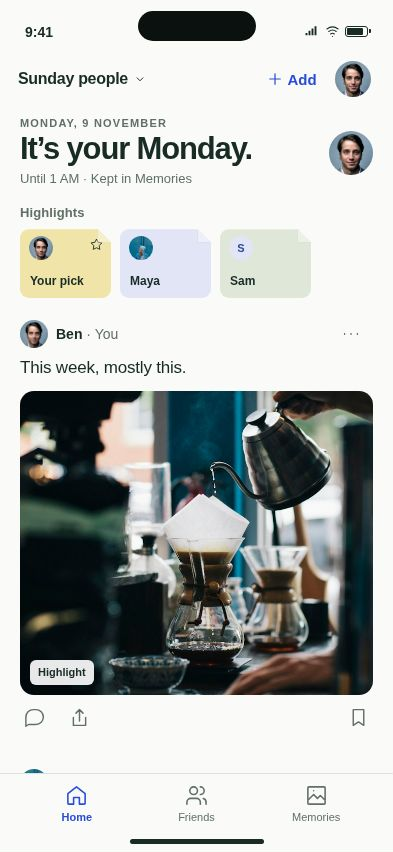 9:41
Sunday people
Add
MONDAY, 9 NOVEMBER
It’s your Monday.
Until 1 AM · Kept in Memories
Highlights
S
Your pick
Maya
Sam
Ben · You
This week, mostly this.
Highlight
Home
Friends
Memories